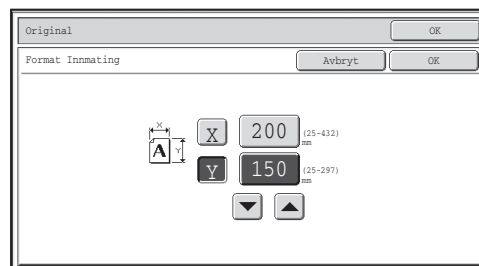 Original OK
Format Innmating Avbryt OK
X
A Y
X 200 (25-432)
mm
Y 150 (25-297)
mm